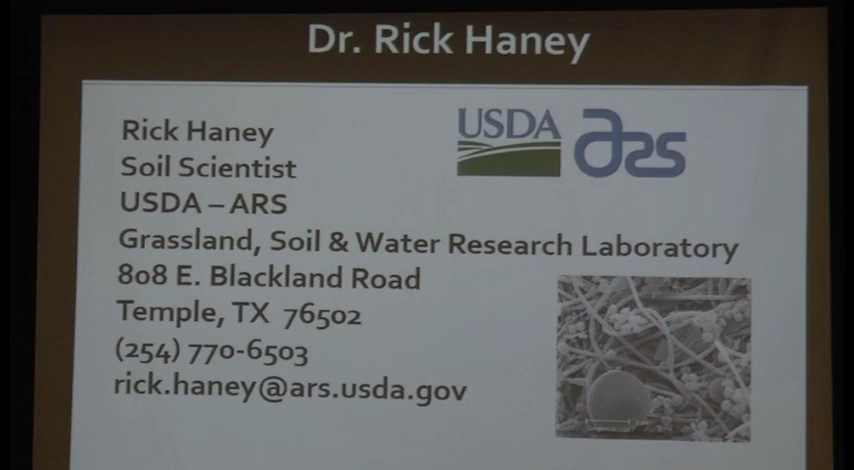 Dr. Rick Haney
Rick Haney
Soil Scientist
USDA – ARS
Grassland, Soil & Water Research Laboratory
808 E. Blackland Road
Temple, TX 76502
(254) 770-6503
rick.haney@ars.usda.gov
USDA
ars